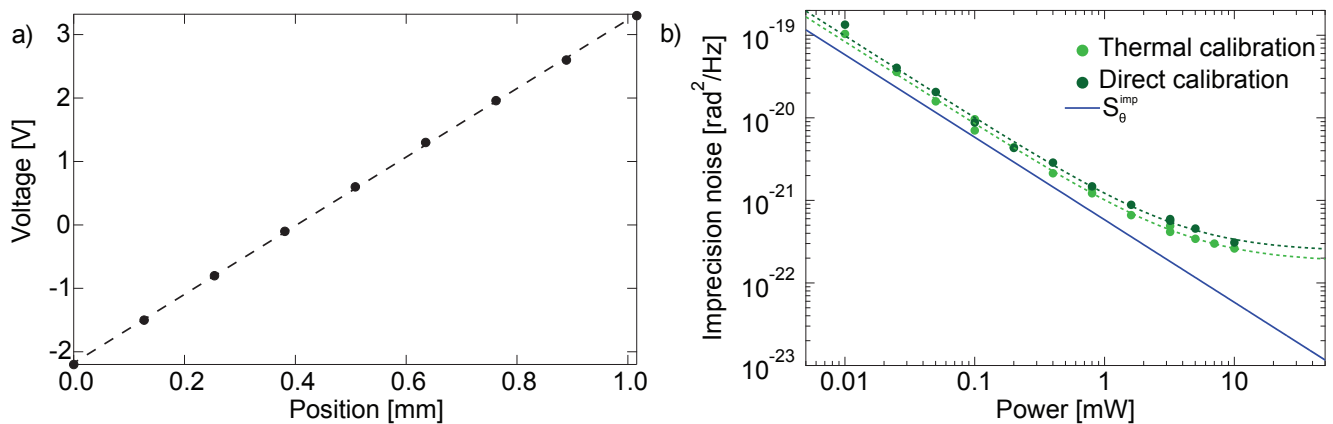 a)
Voltage [V]
3
2
1
0
-1
-2
0.0 0.2 0.4 0.6 0.8 1.0
Position [mm]
b)
Imprecision noise [rad²/Hz]
10⁻¹⁹
10⁻²⁰
10⁻²¹
10⁻²²
10⁻²³
Thermal calibration
Direct calibration
S_θ^imp
0.01 0.1 1 10
Power [mW]